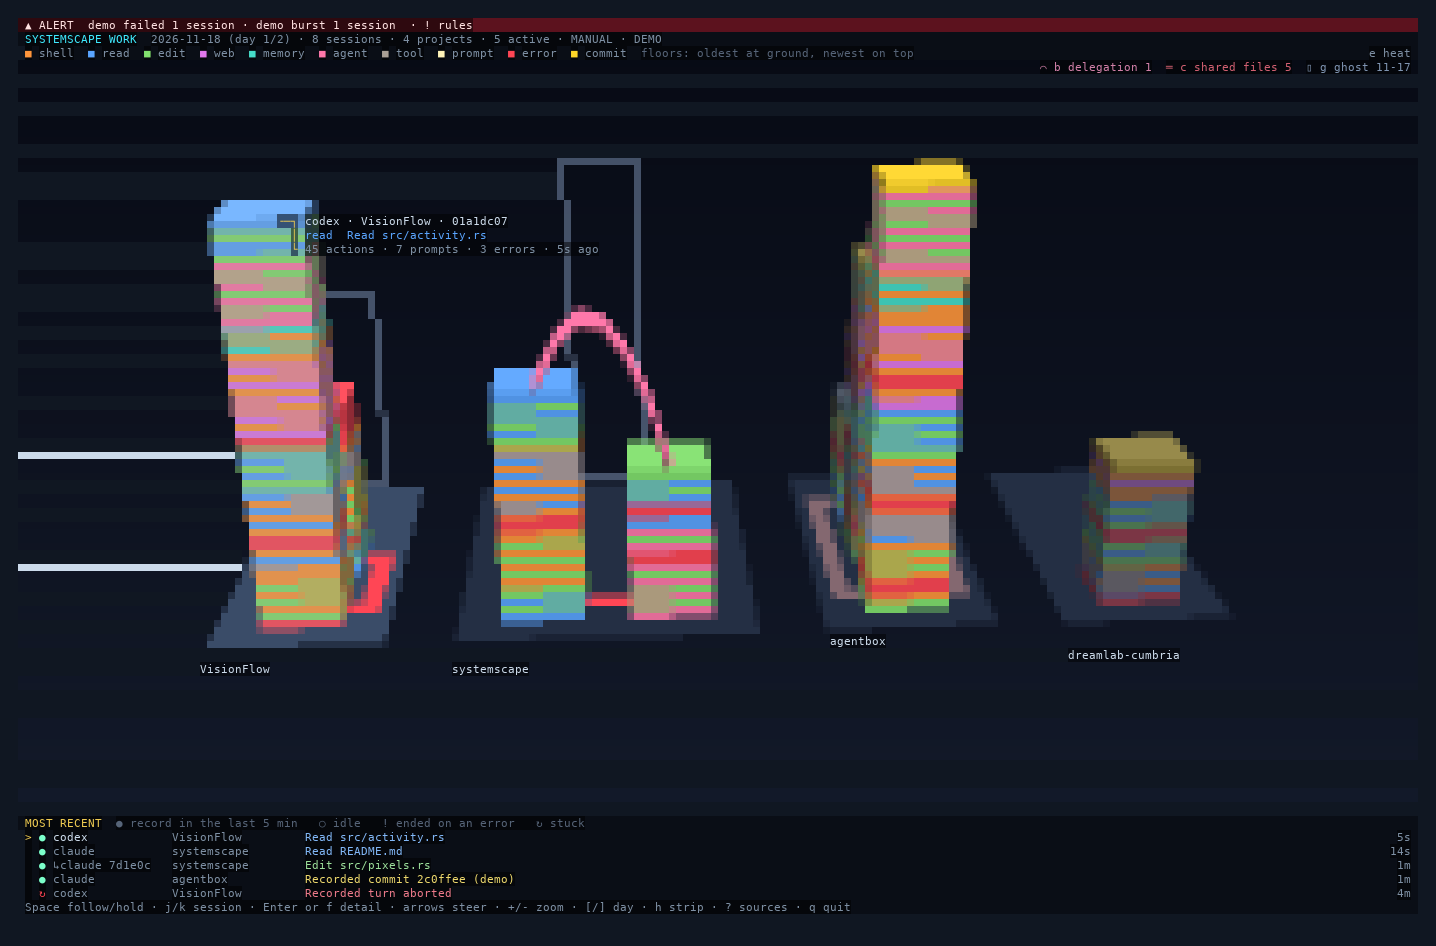 ▲ ALERT  demo failed 1 session · demo burst 1 session  · ! rules
SYSTEMSCAPE WORK  2026-11-18 (day 1/2) · 8 sessions · 4 projects · 5 active · MANUAL · DEMO
■ shell  ■ read  ■ edit  ■ web  ■ memory  ■ agent  ■ tool  ■ prompt  ■ error  ■ commit  floors: oldest at ground, newest on top  e heat
⌒ b delegation 1  ═ c shared files 5  ▯ g ghost 11-17
codex · VisionFlow · 01a1dc07
read  Read src/activity.rs
45 actions · 7 prompts · 3 errors · 5s ago
agentbox
dreamlab-cumbria
VisionFlow
systemscape
MOST RECENT  ● record in the last 5 min   ○ idle   ! ended on an error   ↻ stuck
> ● codex  VisionFlow  Read src/activity.rs  5s
● claude  systemscape  Read README.md  14s
● ↳claude 7d1e0c  systemscape  Edit src/pixels.rs  1m
● claude  agentbox  Recorded commit 2c0ffee (demo)  1m
↻ codex  VisionFlow  Recorded turn aborted  4m
Space follow/hold · j/k session · Enter or f detail · arrows steer · +/- zoom · [/] day · h strip · ? sources · q quit